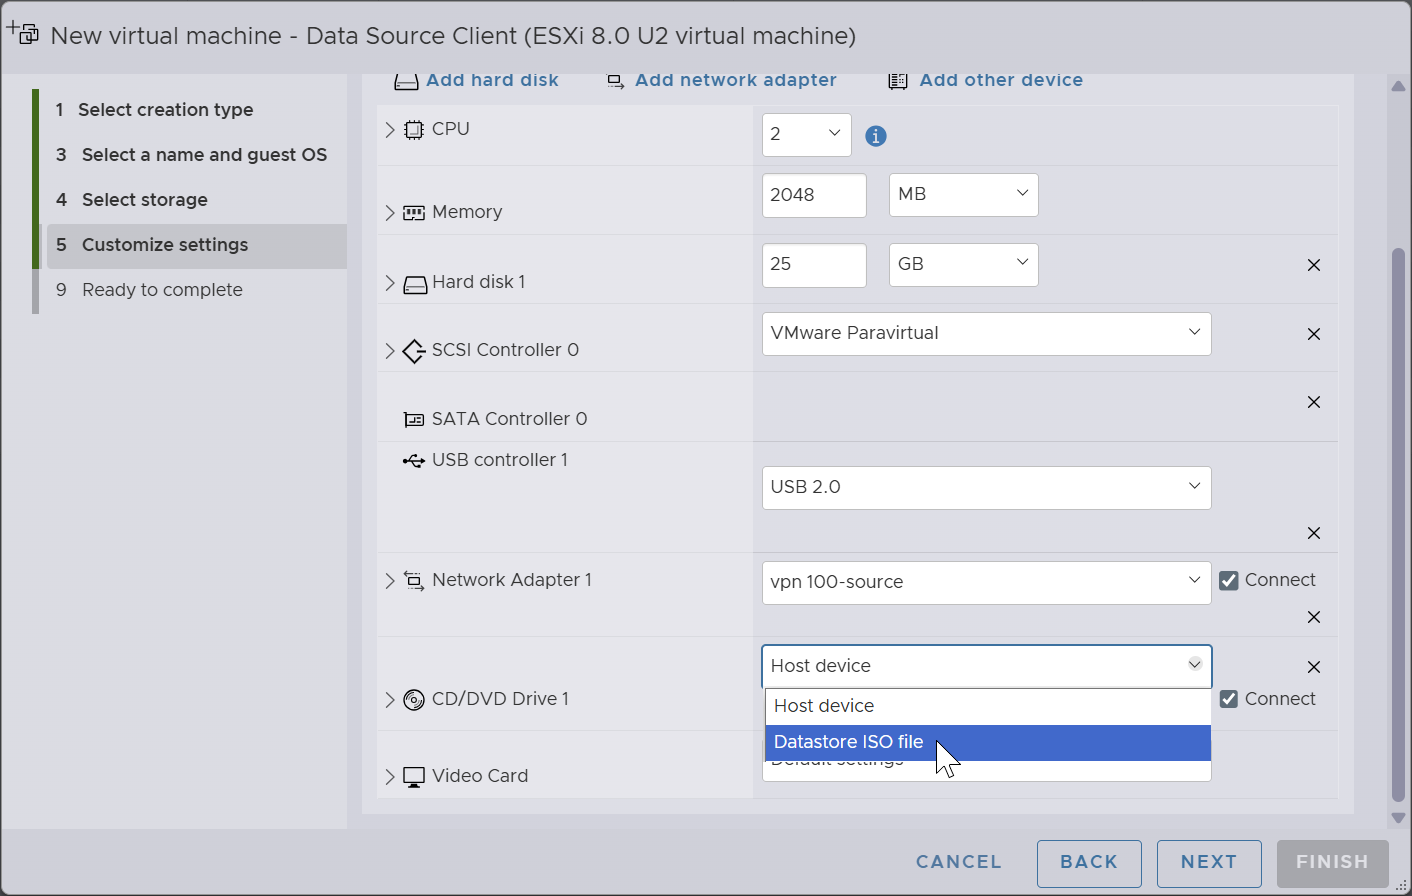 New virtual machine - Data Source Client (ESXi 8.0 U2 virtual machine)
1 Select creation type
3 Select a name and guest OS
4 Select storage
5 Customize settings
9 Ready to complete
Add hard disk Add network adapter Add other device
CPU 2
Memory 2048 MB
Hard disk 1 25 GB
SCSI Controller 0 VMware Paravirtual
SATA Controller 0
USB controller 1
USB 2.0
Network Adapter 1 vpn 100-source Connect
Host device
CD/DVD Drive 1 Connect
Host device
Datastore ISO file
Video Card Default settings
CANCEL BACK NEXT FINISH